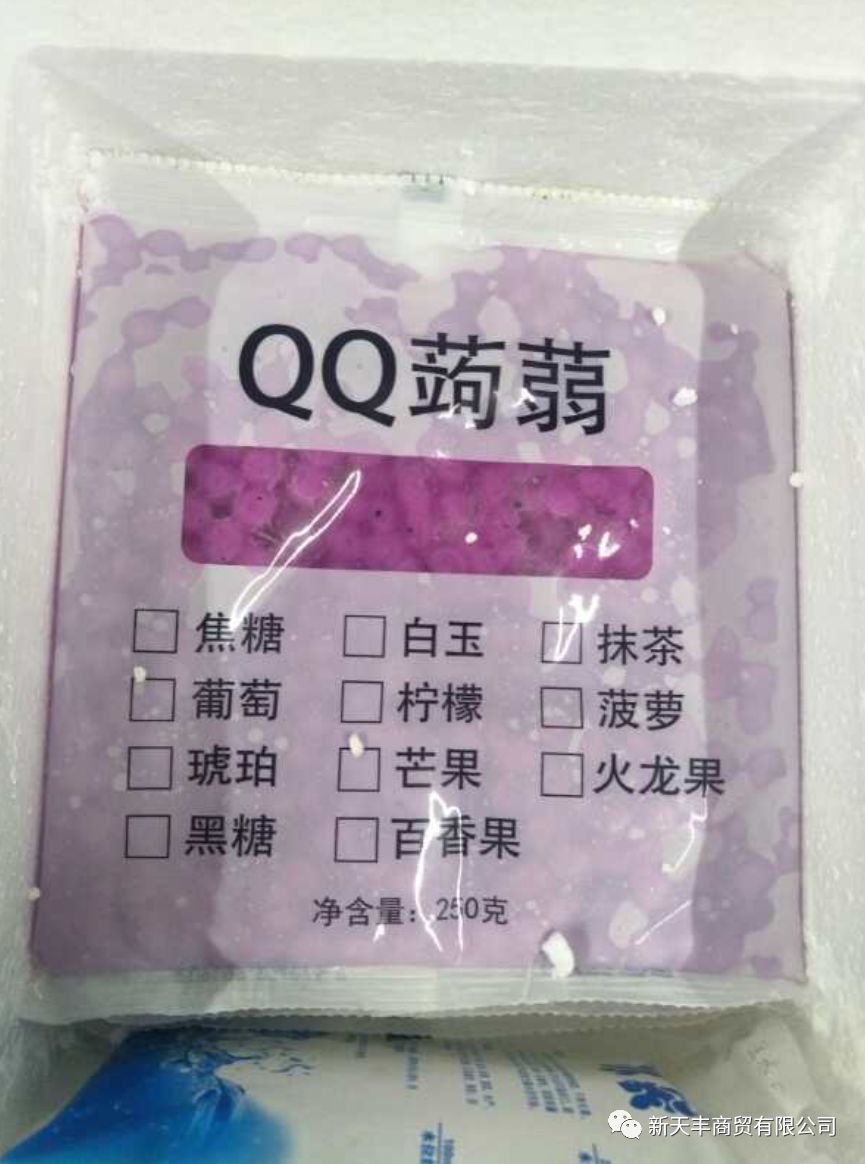 QQ蒟蒻
焦糖 白玉 抹茶
葡萄 柠檬 菠萝
琥珀 芒果 火龙果
黑糖 百香果
净含量：250克
新天丰商贸有限公司